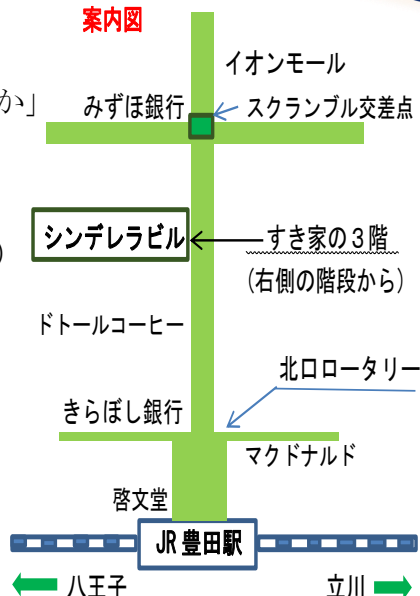 案内図
イオンモール
か」
みずほ銀行
スクランブル交差点
シンデレラビル
すき家の3階
)
(右側の階段から)
ドトールコーヒー
北口ロータリー
きらぼし銀行
マクドナルド
啓文堂
JR 豊田駅
八王子
立川